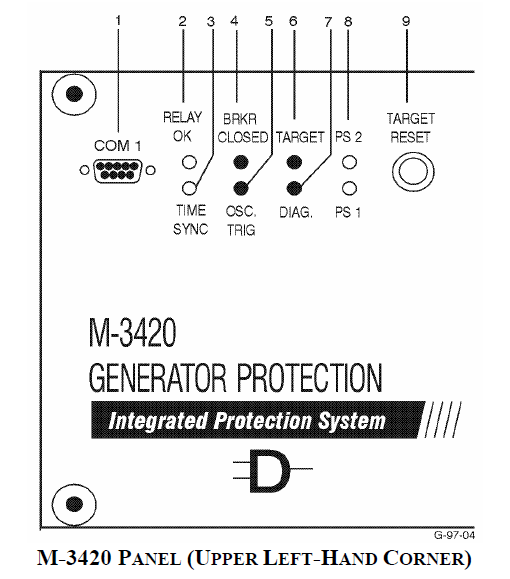 1 2 3 4 5 6 7 8 9
RELAY OK
BRKR CLOSED
TARGET
PS 2
TARGET RESET
COM 1
TIME SYNC
OSC. TRIG
DIAG.
PS 1
M-3420
GENERATOR PROTECTION
Integrated Protection System
G-97-04
M-3420 PANEL (UPPER LEFT-HAND CORNER)